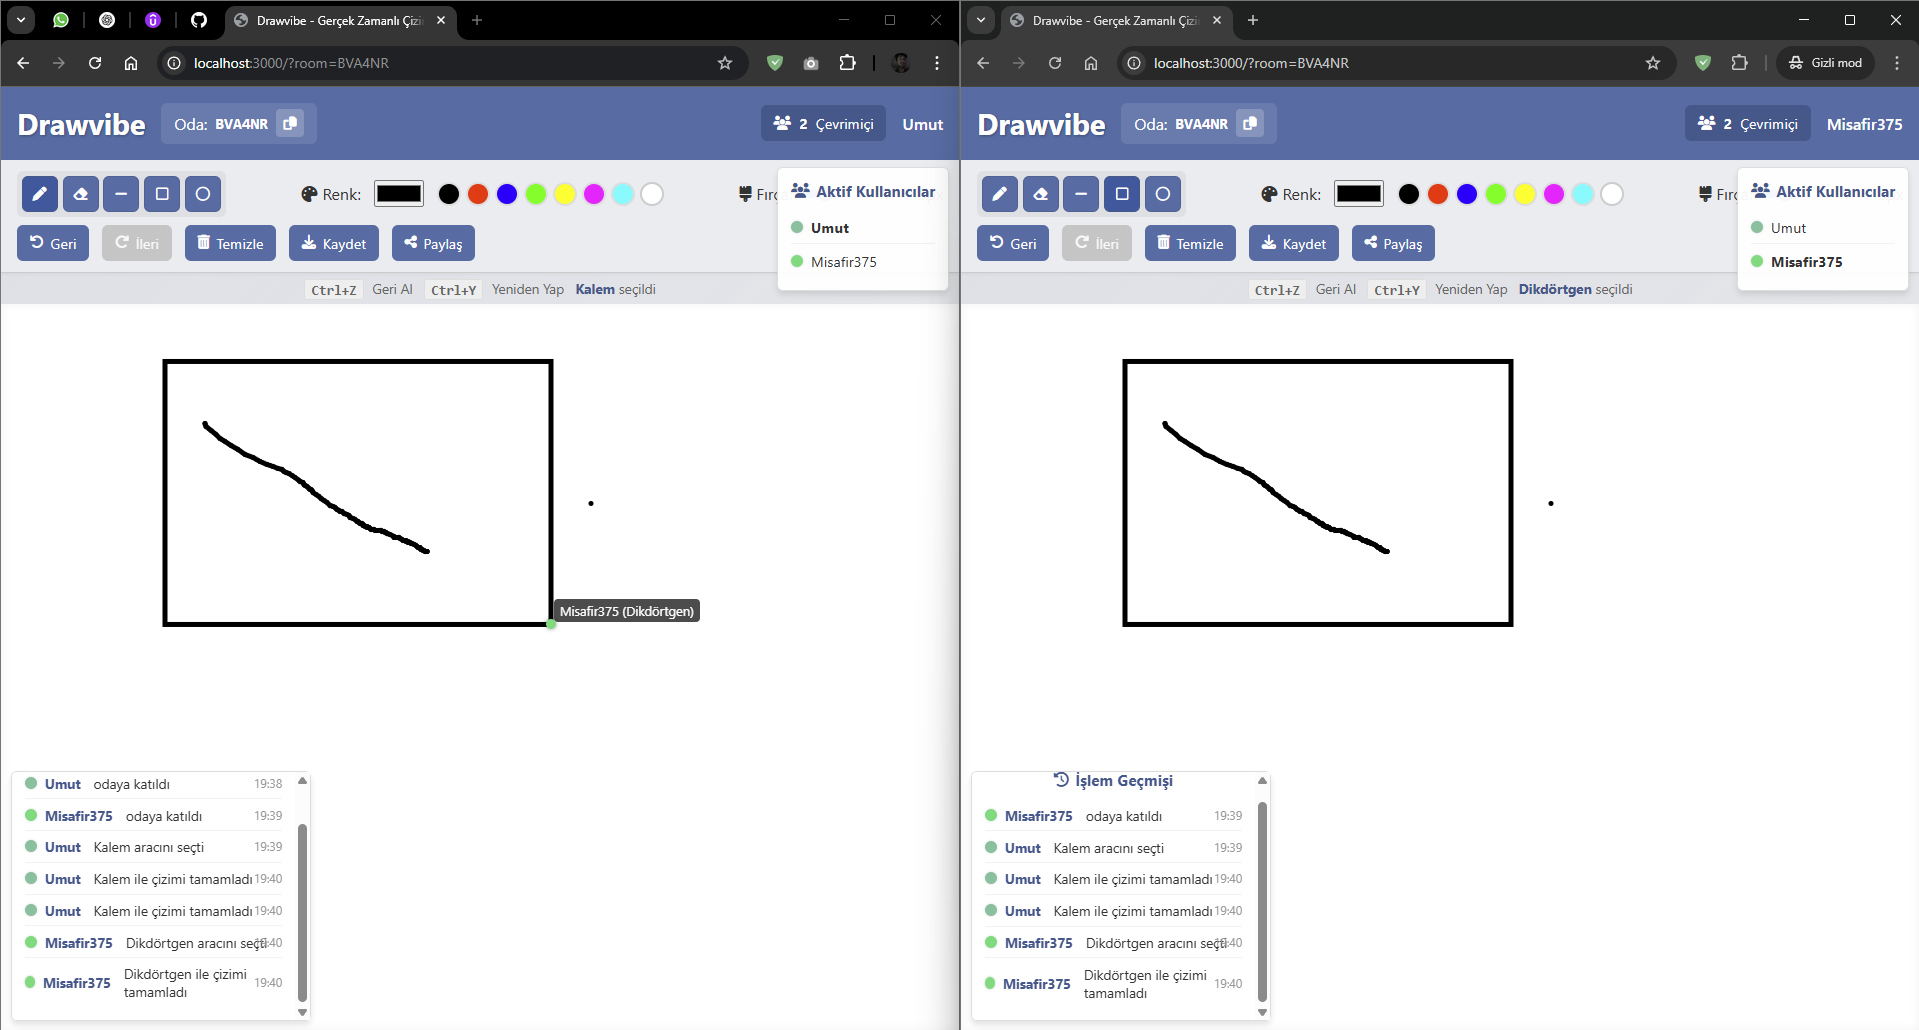 Drawvibe - Gerçek Zamanlı Çizi
localhost:3000/?room=BVA4NR
Drawvibe
Oda: BVA4NR
2 Çevrimiçi
Umut
Renk:
Fırç
Geri
İleri
Temizle
Kaydet
Paylaş
Aktif Kullanıcılar
Umut
Misafir375
Ctrl+Z Geri Al Ctrl+Y Yeniden Yap Kalem seçildi
Misafir375 (Dikdörtgen)
Umut odaya katıldı 19:38
Misafir375 odaya katıldı 19:39
Umut Kalem aracını seçti 19:39
Umut Kalem ile çizimi tamamladı 19:40
Umut Kalem ile çizimi tamamladı 19:40
Misafir375 Dikdörtgen aracını seçti 19:40
Misafir375 Dikdörtgen ile çizimi
tamamladı 19:40
Drawvibe - Gerçek Zamanlı Çizi
localhost:3000/?room=BVA4NR
Gizli mod
Drawvibe
Oda: BVA4NR
2 Çevrimiçi
Misafir375
Renk:
Fırç
Geri
İleri
Temizle
Kaydet
Paylaş
Aktif Kullanıcılar
Umut
Misafir375
Ctrl+Z Geri Al Ctrl+Y Yeniden Yap Dikdörtgen seçildi
İşlem Geçmişi
Misafir375 odaya katıldı 19:39
Umut Kalem aracını seçti 19:39
Umut Kalem ile çizimi tamamladı 19:40
Umut Kalem ile çizimi tamamladı 19:40
Misafir375 Dikdörtgen aracını seçti 19:40
Misafir375 Dikdörtgen ile çizimi
tamamladı 19:40